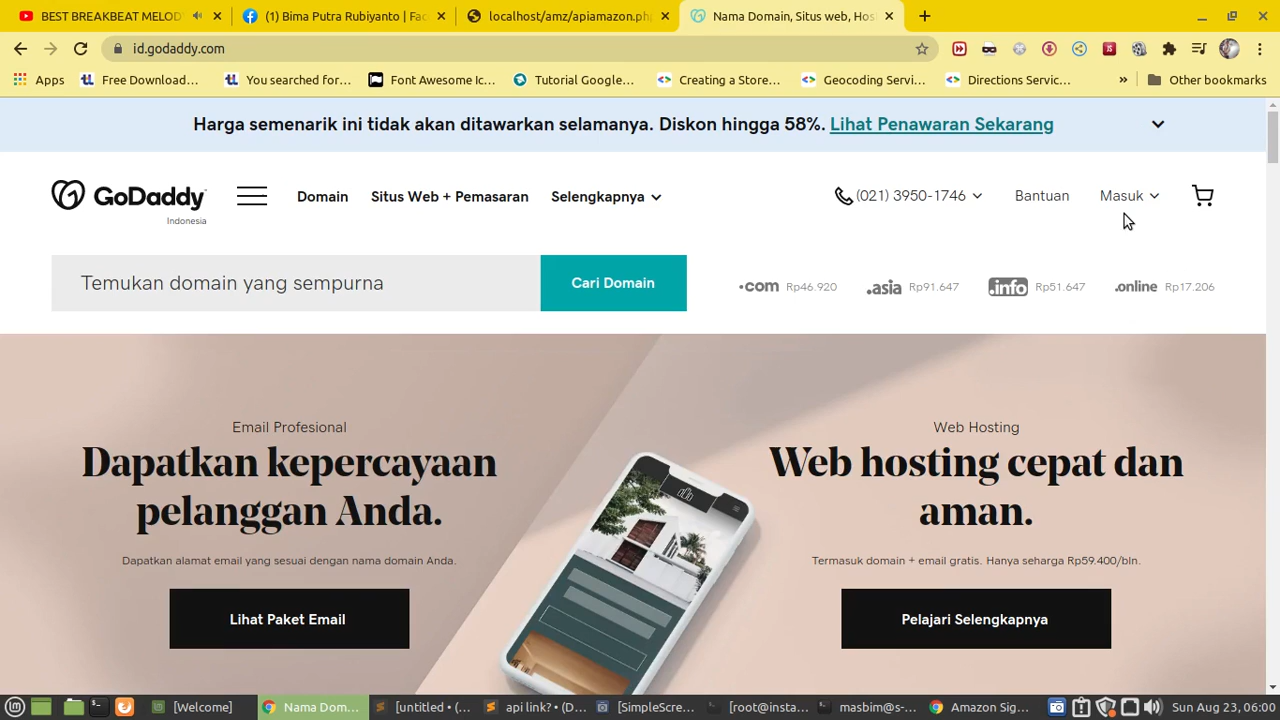 BEST BREAKBEAT MELOD
(1) Bima Putra Rubiyanto | Fac
localhost/amz/apiamazon.php
Nama Domain, Situs web, Hos
id.godaddy.com
Apps
Free Download...
You searched for...
Font Awesome Ic...
Tutorial Google...
Creating a Store...
Geocoding Servi...
Directions Servic...
»
Other bookmarks
Harga semenarik ini tidak akan ditawarkan selamanya. Diskon hingga 58%. Lihat Penawaran Sekarang
GoDaddy
Indonesia
Domain
Situs Web + Pemasaran
Selengkapnya
(021) 3950-1746
Bantuan
Masuk
Temukan domain yang sempurna
Cari Domain
.com Rp46.920
.asia Rp91.647
.info Rp51.647
.online Rp17.206
Email Profesional
Dapatkan kepercayaan
pelanggan Anda.
Dapatkan alamat email yang sesuai dengan nama domain Anda.
Lihat Paket Email
Web Hosting
Web hosting cepat dan
aman.
Termasuk domain + email gratis. Hanya seharga Rp59.400/bln.
Pelajari Selengkapnya
[Welcome]
Nama Dom...
[untitled • (...
api link? • (D...
[SimpleScree...
[root@insta...
masbim@s-...
Amazon Sig...
Sun Aug 23, 06:00